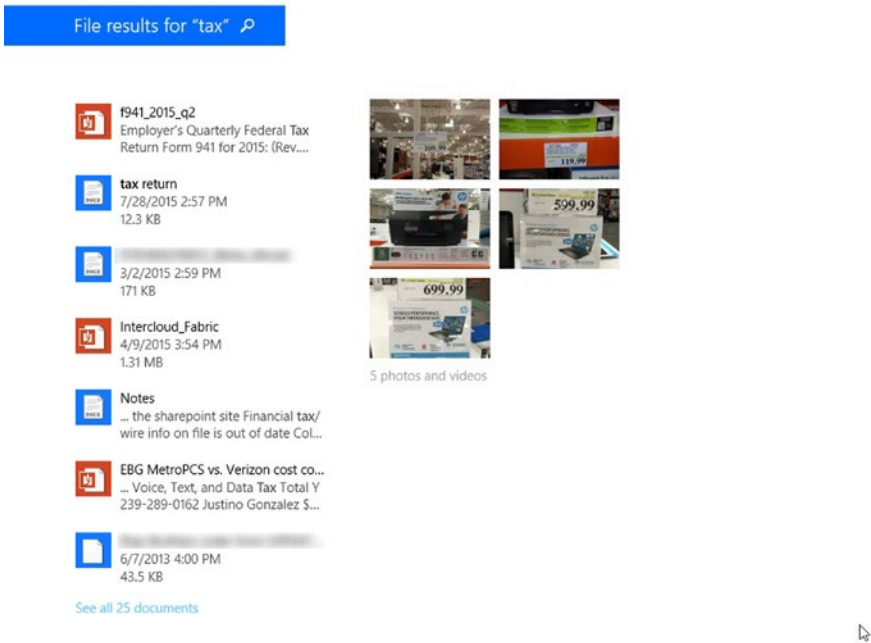 File results for "tax"
f941_2015_q2
Employer's Quarterly Federal Tax
Return Form 941 for 2015: (Rev....
tax return
7/28/2015 2:57 PM
12.3 KB
3/2/2015 2:59 PM
171 KB
Intercloud_Fabric
4/9/2015 3:54 PM
1.31 MB
Notes
... the sharepoint site Financial tax/
wire info on file is out of date Col...
EBG MetroPCS vs. Verizon cost co...
... Voice, Text, and Data Tax Total Y
239-289-0162 Justino Gonzalez $...
6/7/2013 4:00 PM
43.5 KB
See all 25 documents
109.99
119.99
599.99
699.99
5 photos and videos